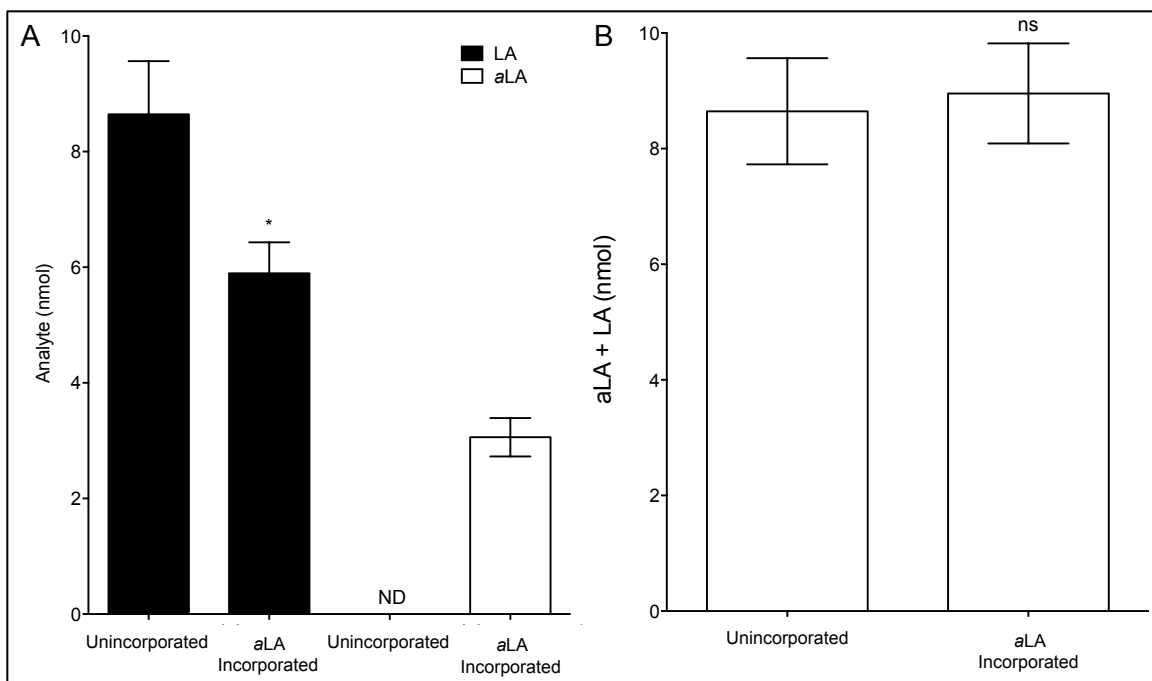 A
10
8
6
4
2
0
Analyte (nmol)
LA
aLA
*
ND
Unincorporated
aLA
Incorporated
Unincorporated
aLA
Incorporated
B
10
8
6
4
2
0
aLA + LA (nmol)
ns
Unincorporated
aLA
Incorporated